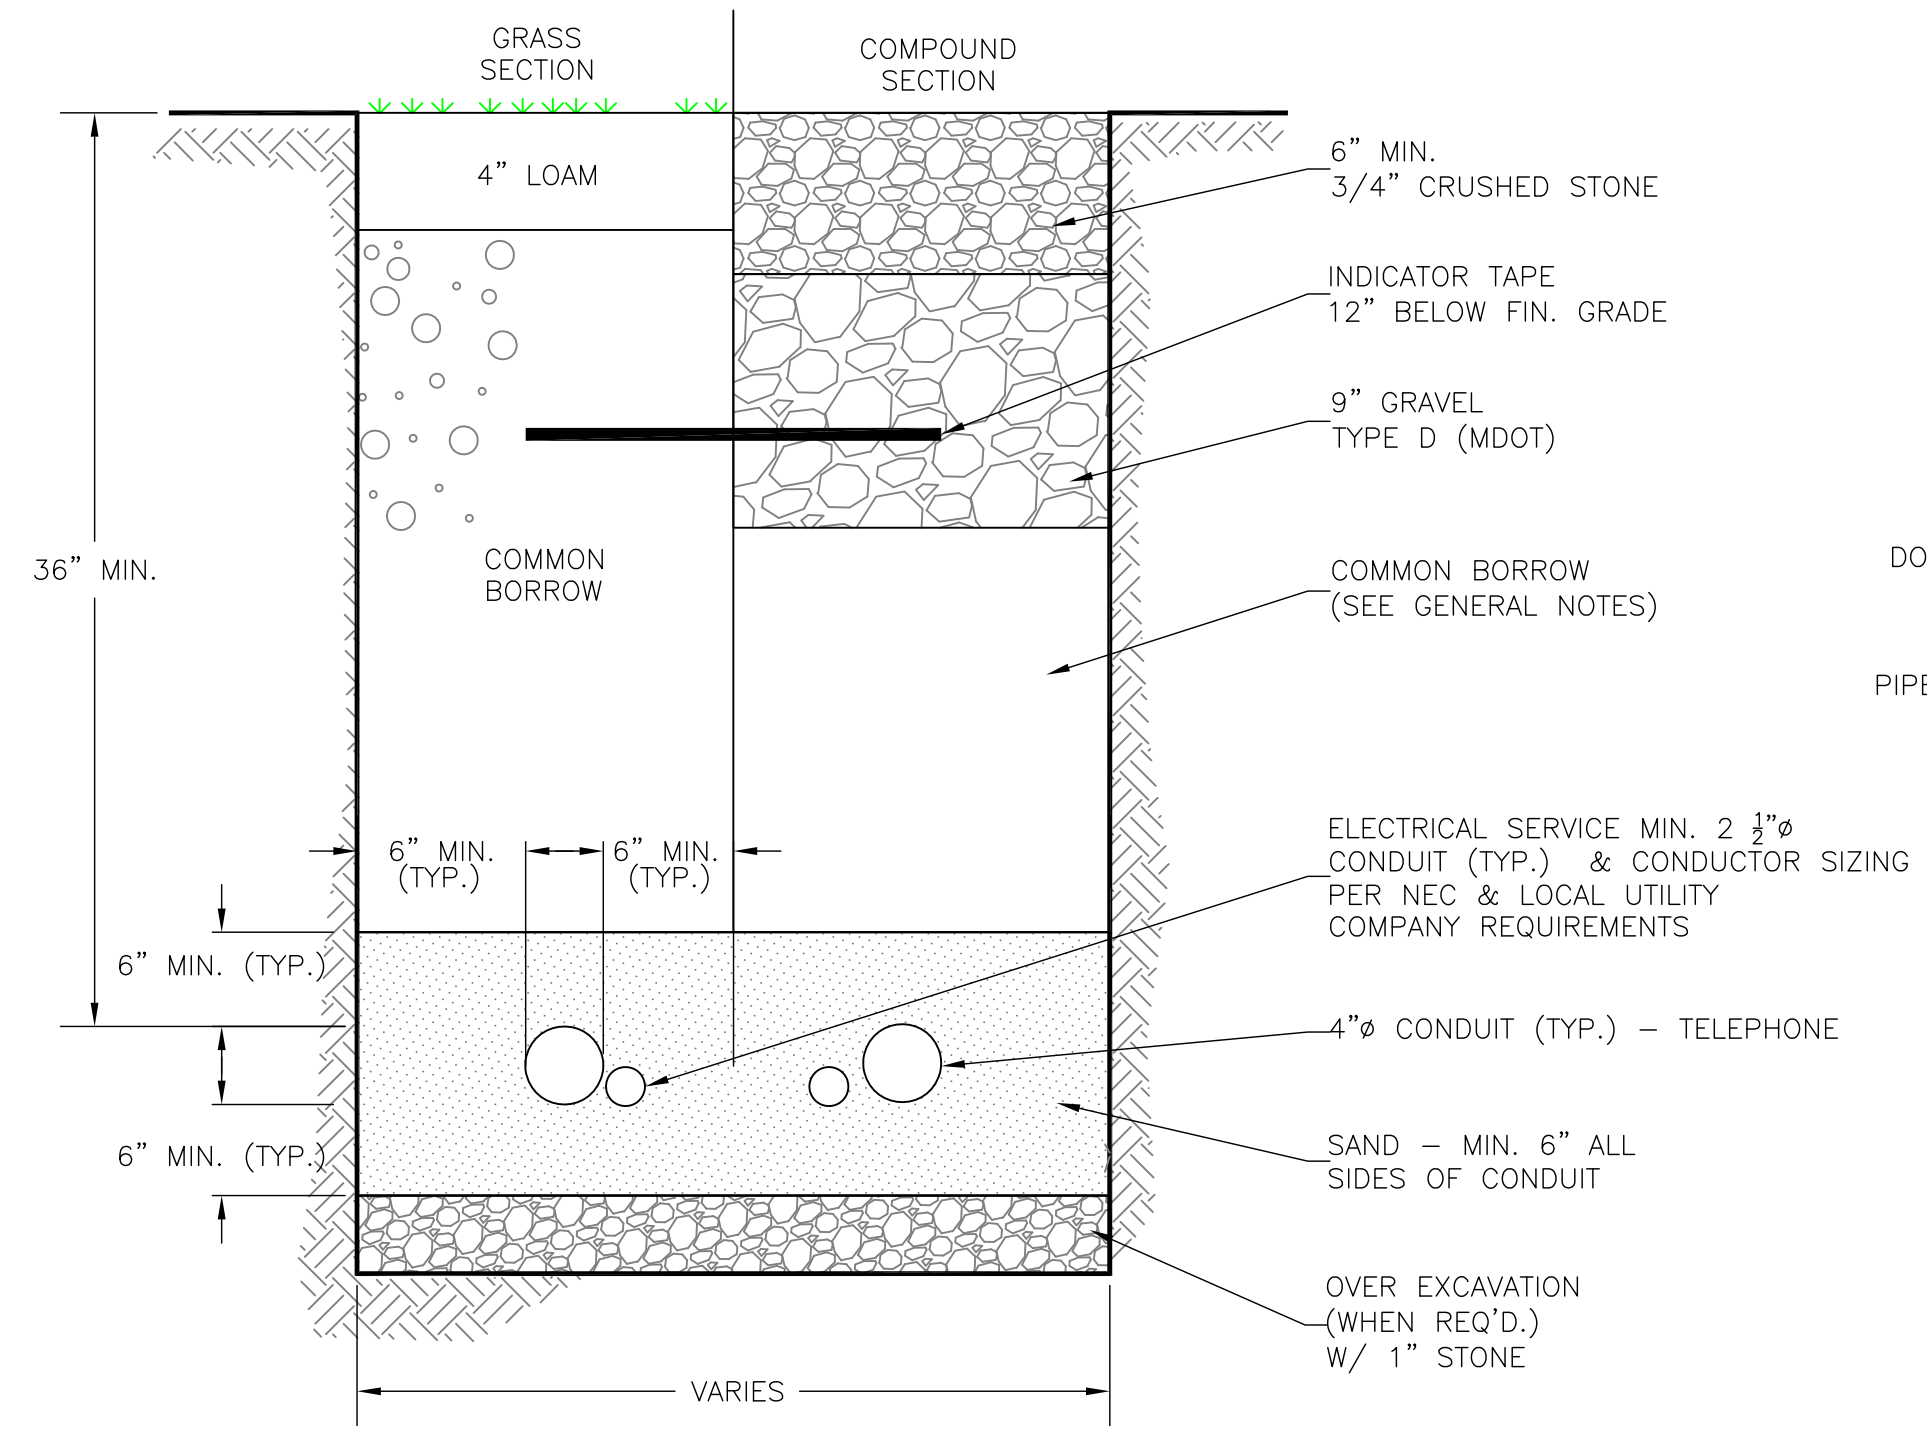 GRASS
SECTION
COMPOUND
SECTION
4” LOAM
6” MIN.
3/4” CRUSHED STONE
INDICATOR TAPE
12” BELOW FIN. GRADE
9” GRAVEL
TYPE D (MDOT)
36” MIN.
COMMON
BORROW
COMMON BORROW
(SEE GENERAL NOTES)
DO
PIPE
6” MIN.
(TYP.)
6” MIN.
(TYP.)
ELECTRICAL SERVICE MIN. 2 ½”ø
CONDUIT (TYP.) & CONDUCTOR SIZING
PER NEC & LOCAL UTILITY
COMPANY REQUIREMENTS
6” MIN. (TYP.)
4”ø CONDUIT (TYP.) – TELEPHONE
6” MIN. (TYP.)
SAND – MIN. 6” ALL
SIDES OF CONDUIT
OVER EXCAVATION
(WHEN REQ’D.)
W/ 1” STONE
VARIES